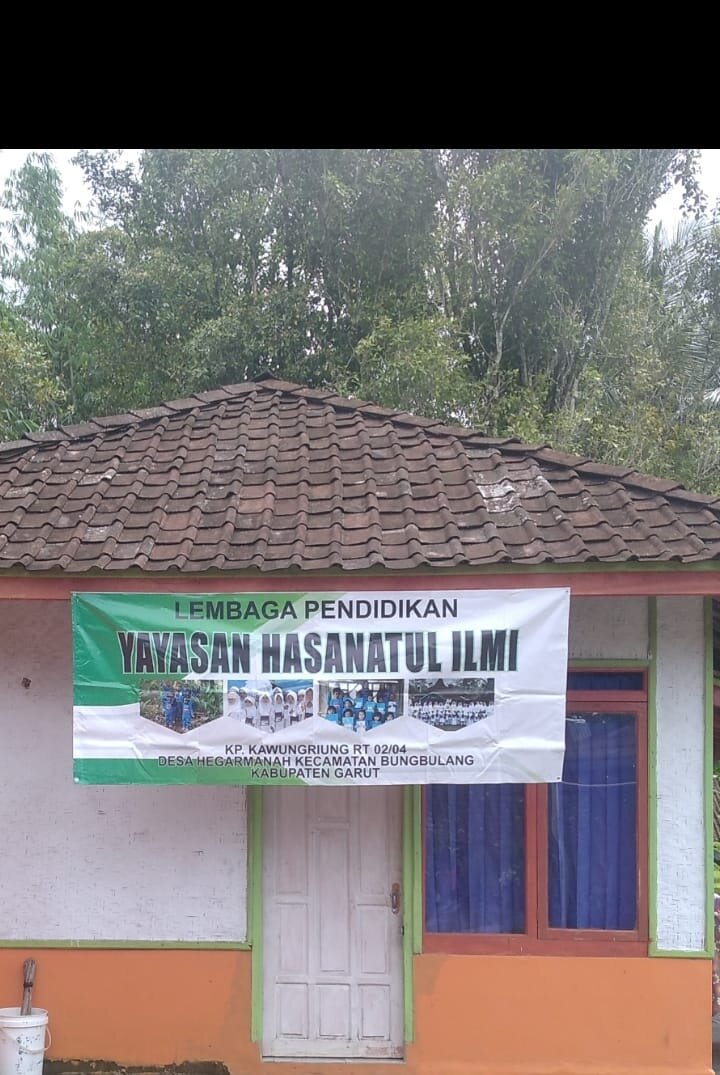 LEMBAGA PENDIDIKAN
YAYASAN HASANATUL ILMI
KP. KAWUNGRIUNG RT 02/04
DESA HEGARMANAH KECAMATAN BUNGBULANG
KABUPATEN GARUT